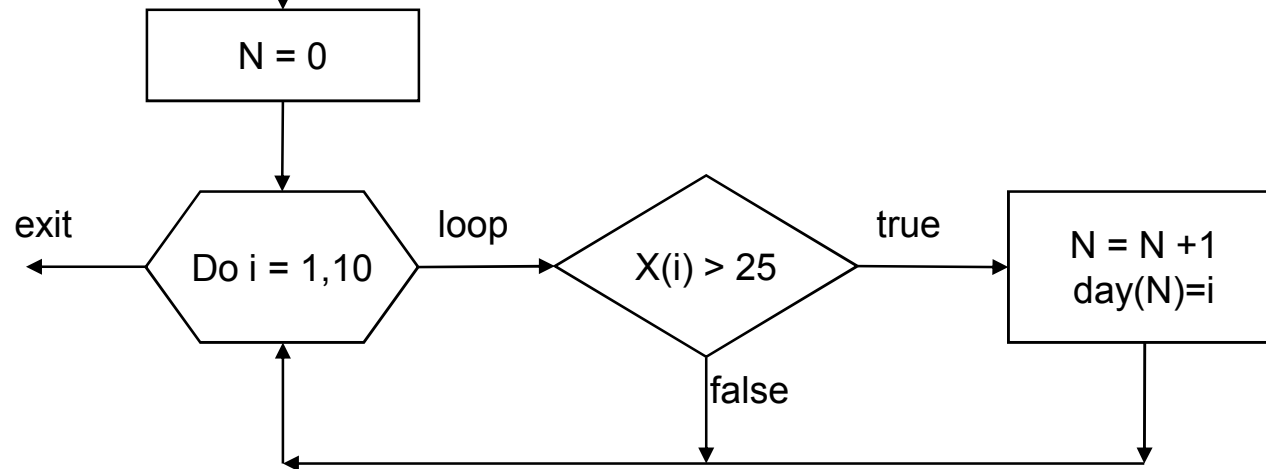 N = 0
exit
Do i = 1,10
loop
X(i) > 25
true
N = N +1
day(N)=i
false